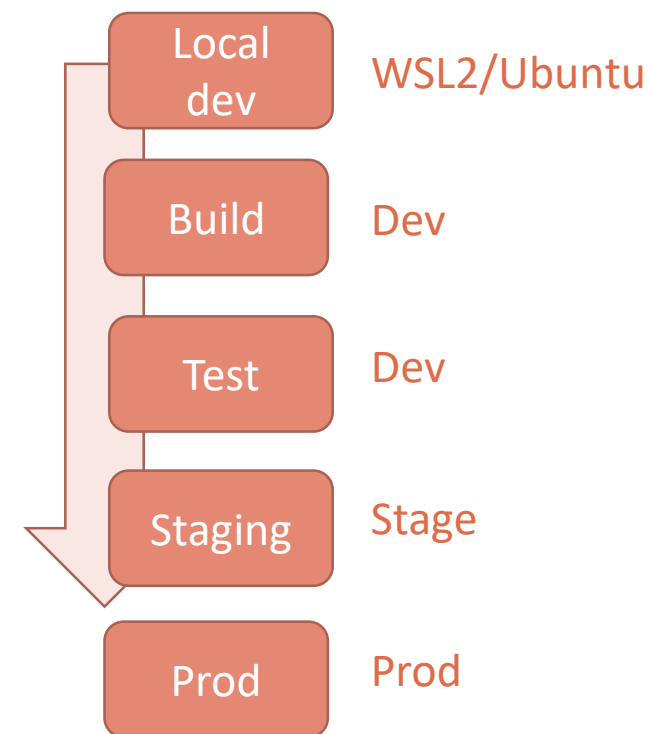 Local
dev
WSL2/Ubuntu
Build
Dev
Test
Dev
Staging
Stage
Prod
Prod